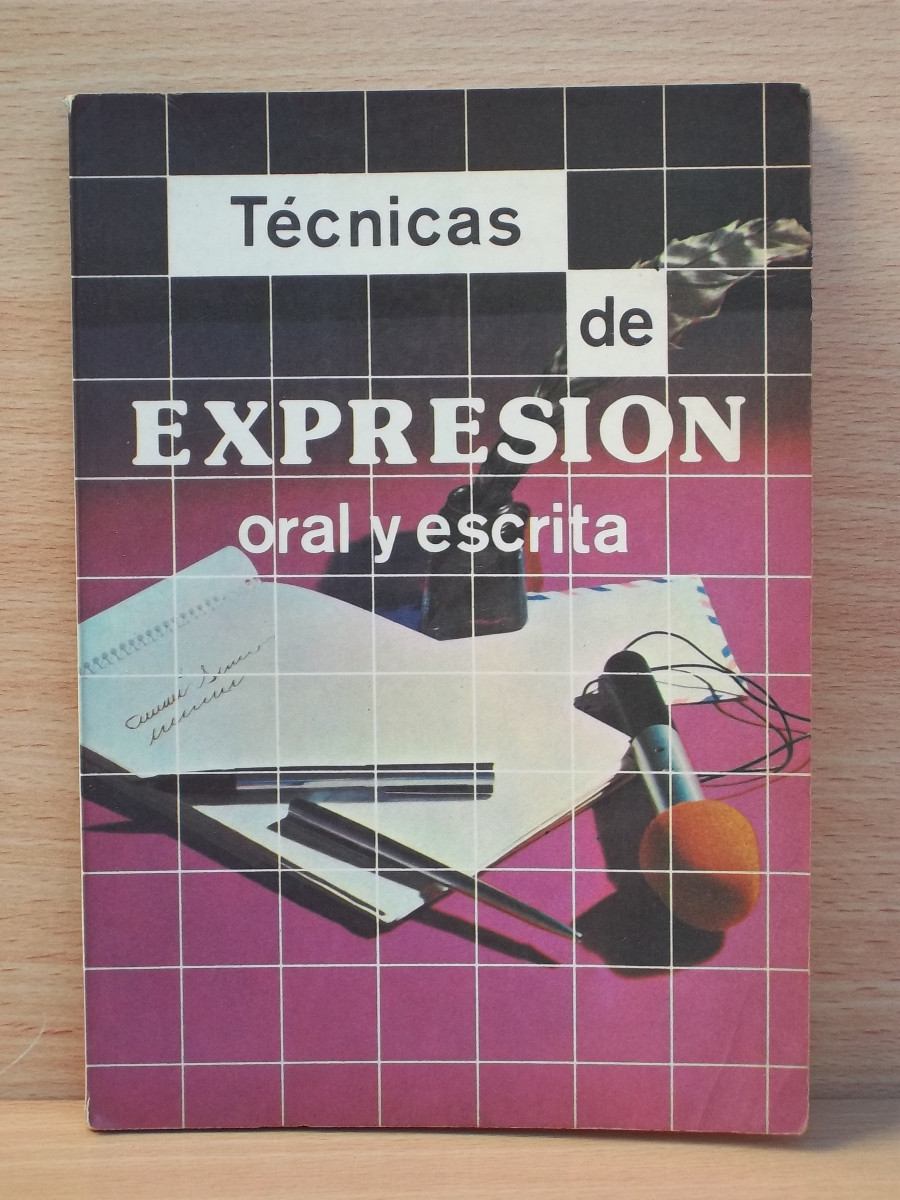 Técnicas
de
EXPRESION
oral y escrita